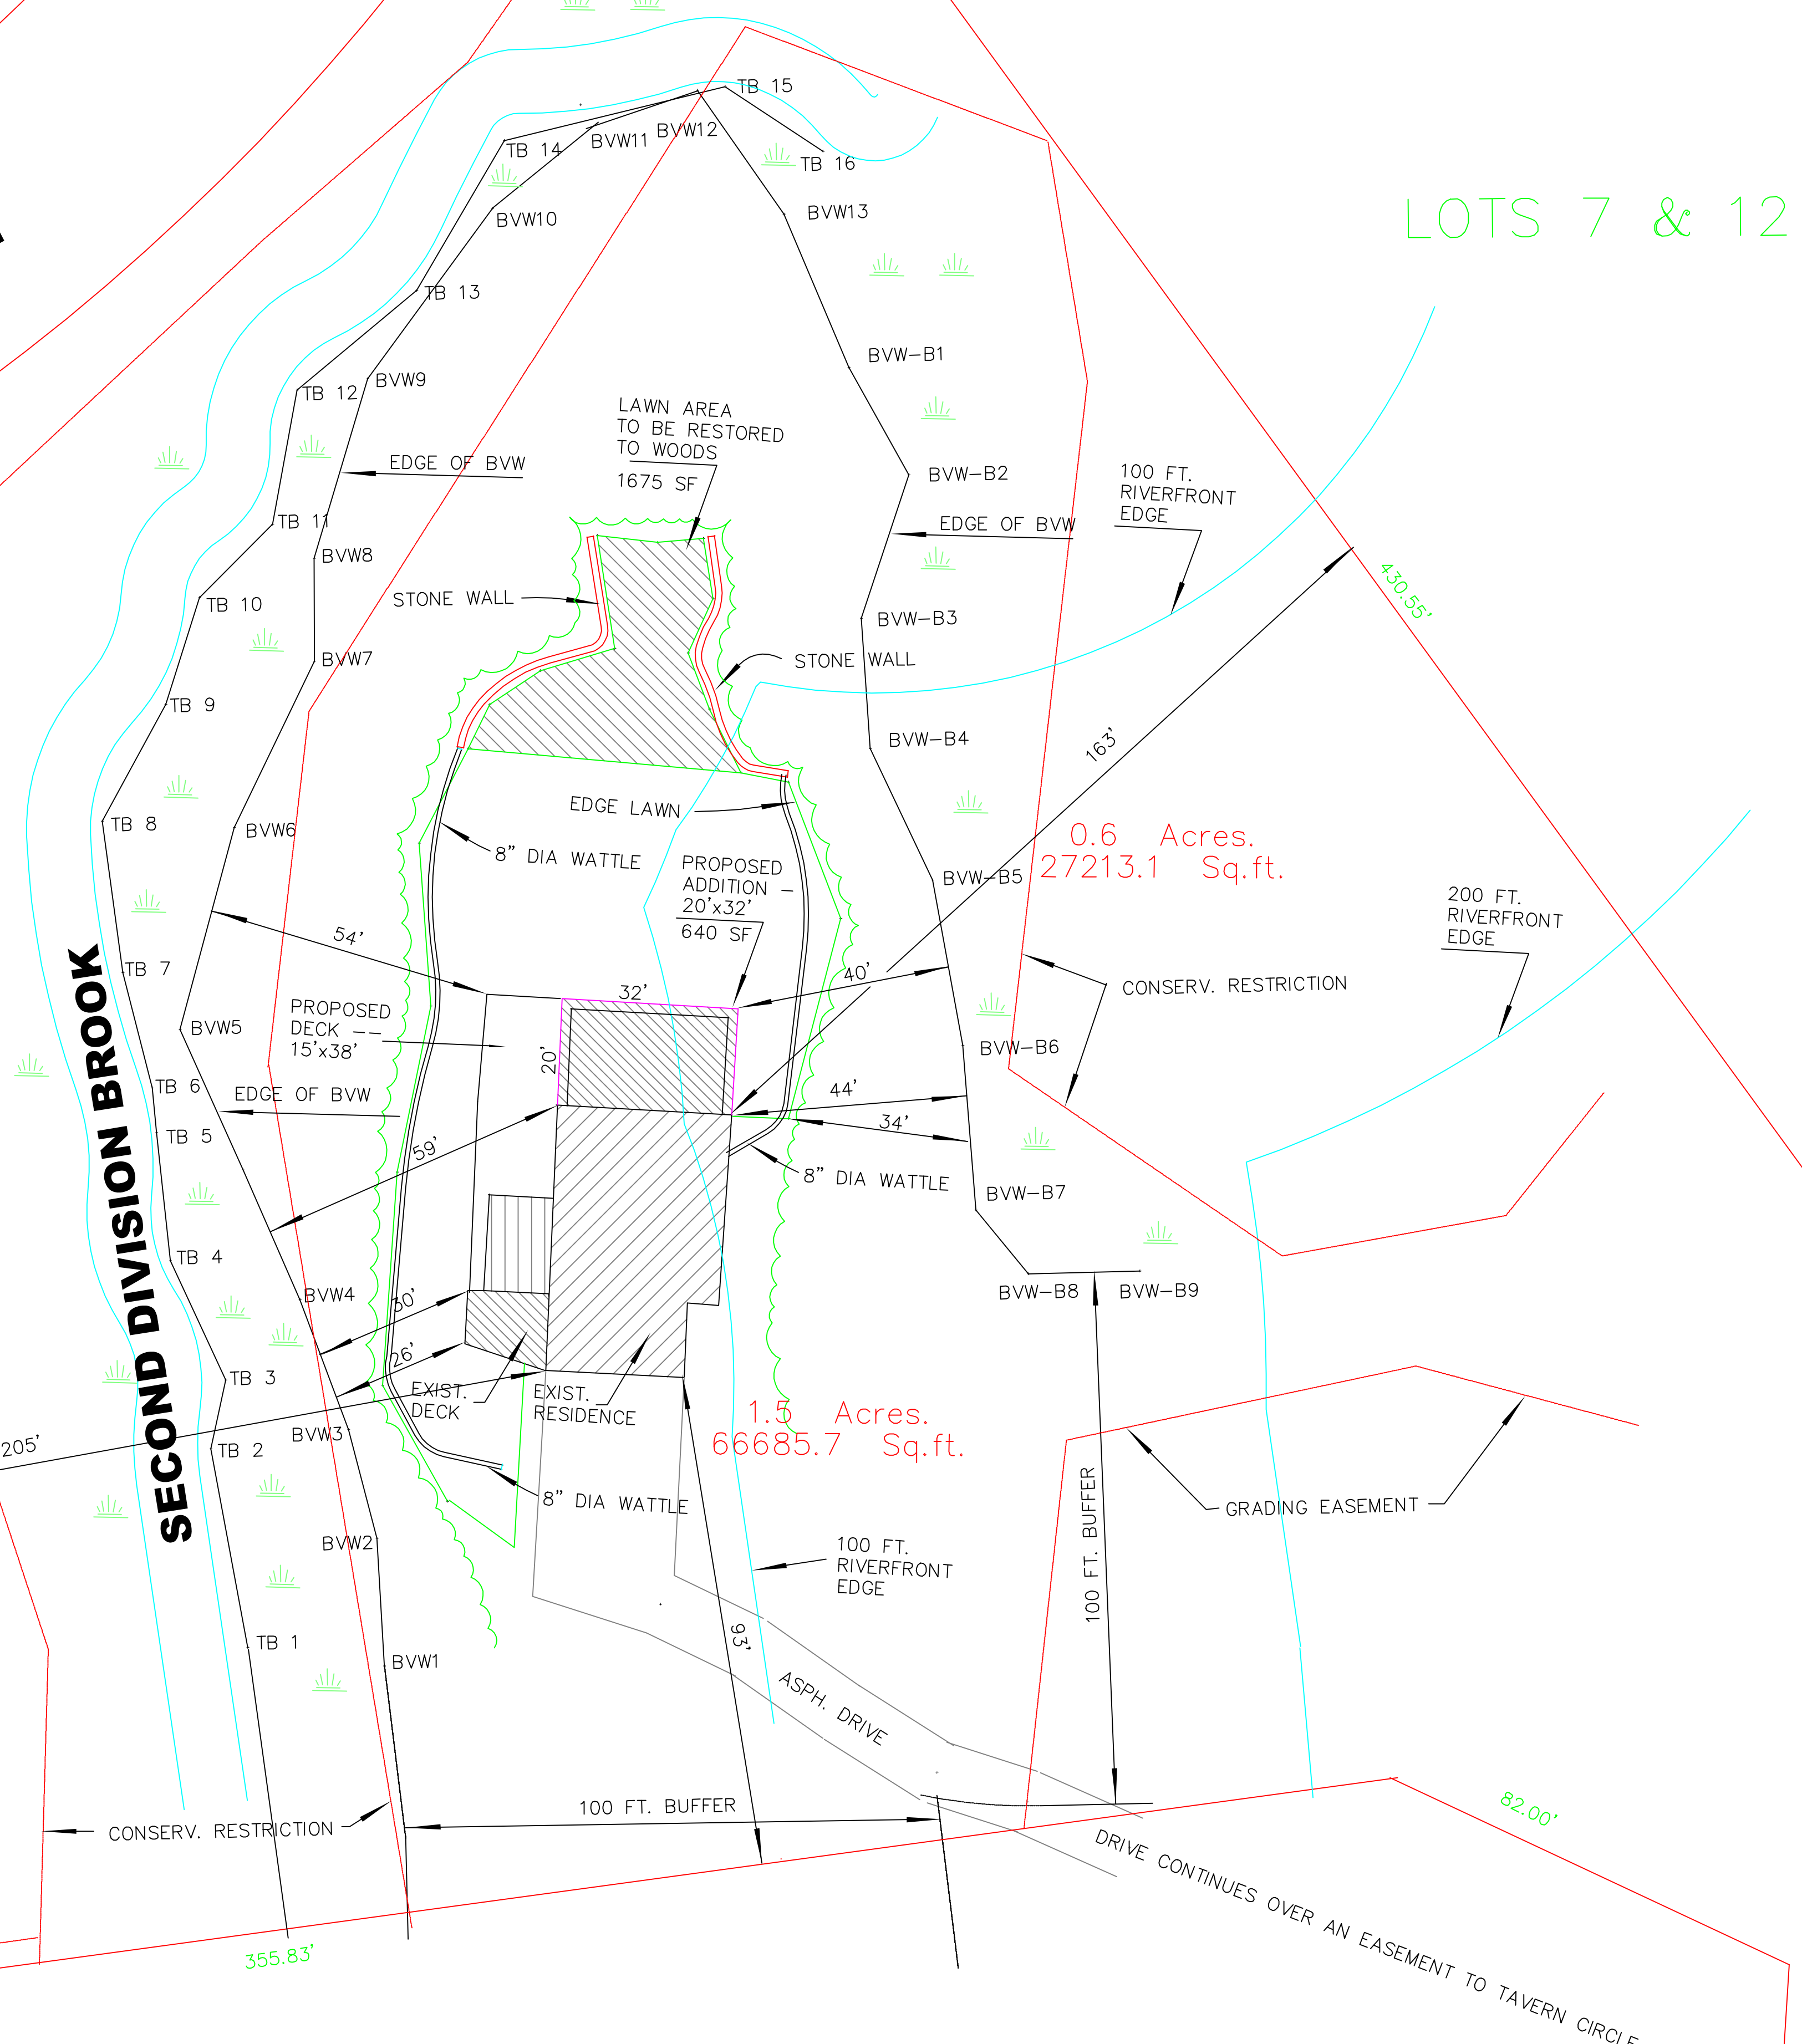 TB 15
BVW12
BVW11
TB 14
TB 16
BVW10
BVW13
LOTS 7 & 12
TB 13
BVW-B1
BVW9
TB 12
LAWN AREA
TO BE RESTORED
TO WOODS
1675 SF
EDGE OF BVW
BVW-B2
100 FT.
RIVERFRONT
EDGE
TB 11
EDGE OF BVW
BVW8
430.55'
TB 10
STONE WALL
BVW-B3
BVW7
STONE WALL
TB 9
BVW-B4
163'
EDGE LAWN
TB 8
BVW6
0.6 Acres.
27213.1 Sq.ft.
8" DIA WATTLE
PROPOSED
ADDITION -
20'x32'
640 SF
BVW-B5
200 FT.
RIVERFRONT
EDGE
54'
TB 7
40'
32'
CONSERV. RESTRICTION
PROPOSED
DECK --
15'x38'
BVW5
BVW-B6
20'
TB 6
EDGE OF BVW
44'
TB 5
34'
59'
8" DIA WATTLE
BVW-B7
SECOND DIVISION BROOK
TB 4
BVW4
30'
BVW-B8
BVW-B9
26'
TB 3
EXIST.
DECK
EXIST.
RESIDENCE
1.5 Acres.
66685.7 Sq.ft.
205'
BVW3
TB 2
8" DIA WATTLE
GRADING EASEMENT
BVW2
100 FT.
RIVERFRONT
EDGE
100 FT. BUFFER
TB 1
93'
BVW1
ASPH. DRIVE
100 FT. BUFFER
82.00'
CONSERV. RESTRICTION
DRIVE CONTINUES OVER AN EASEMENT TO TAVERN CIRCLE
355.83'